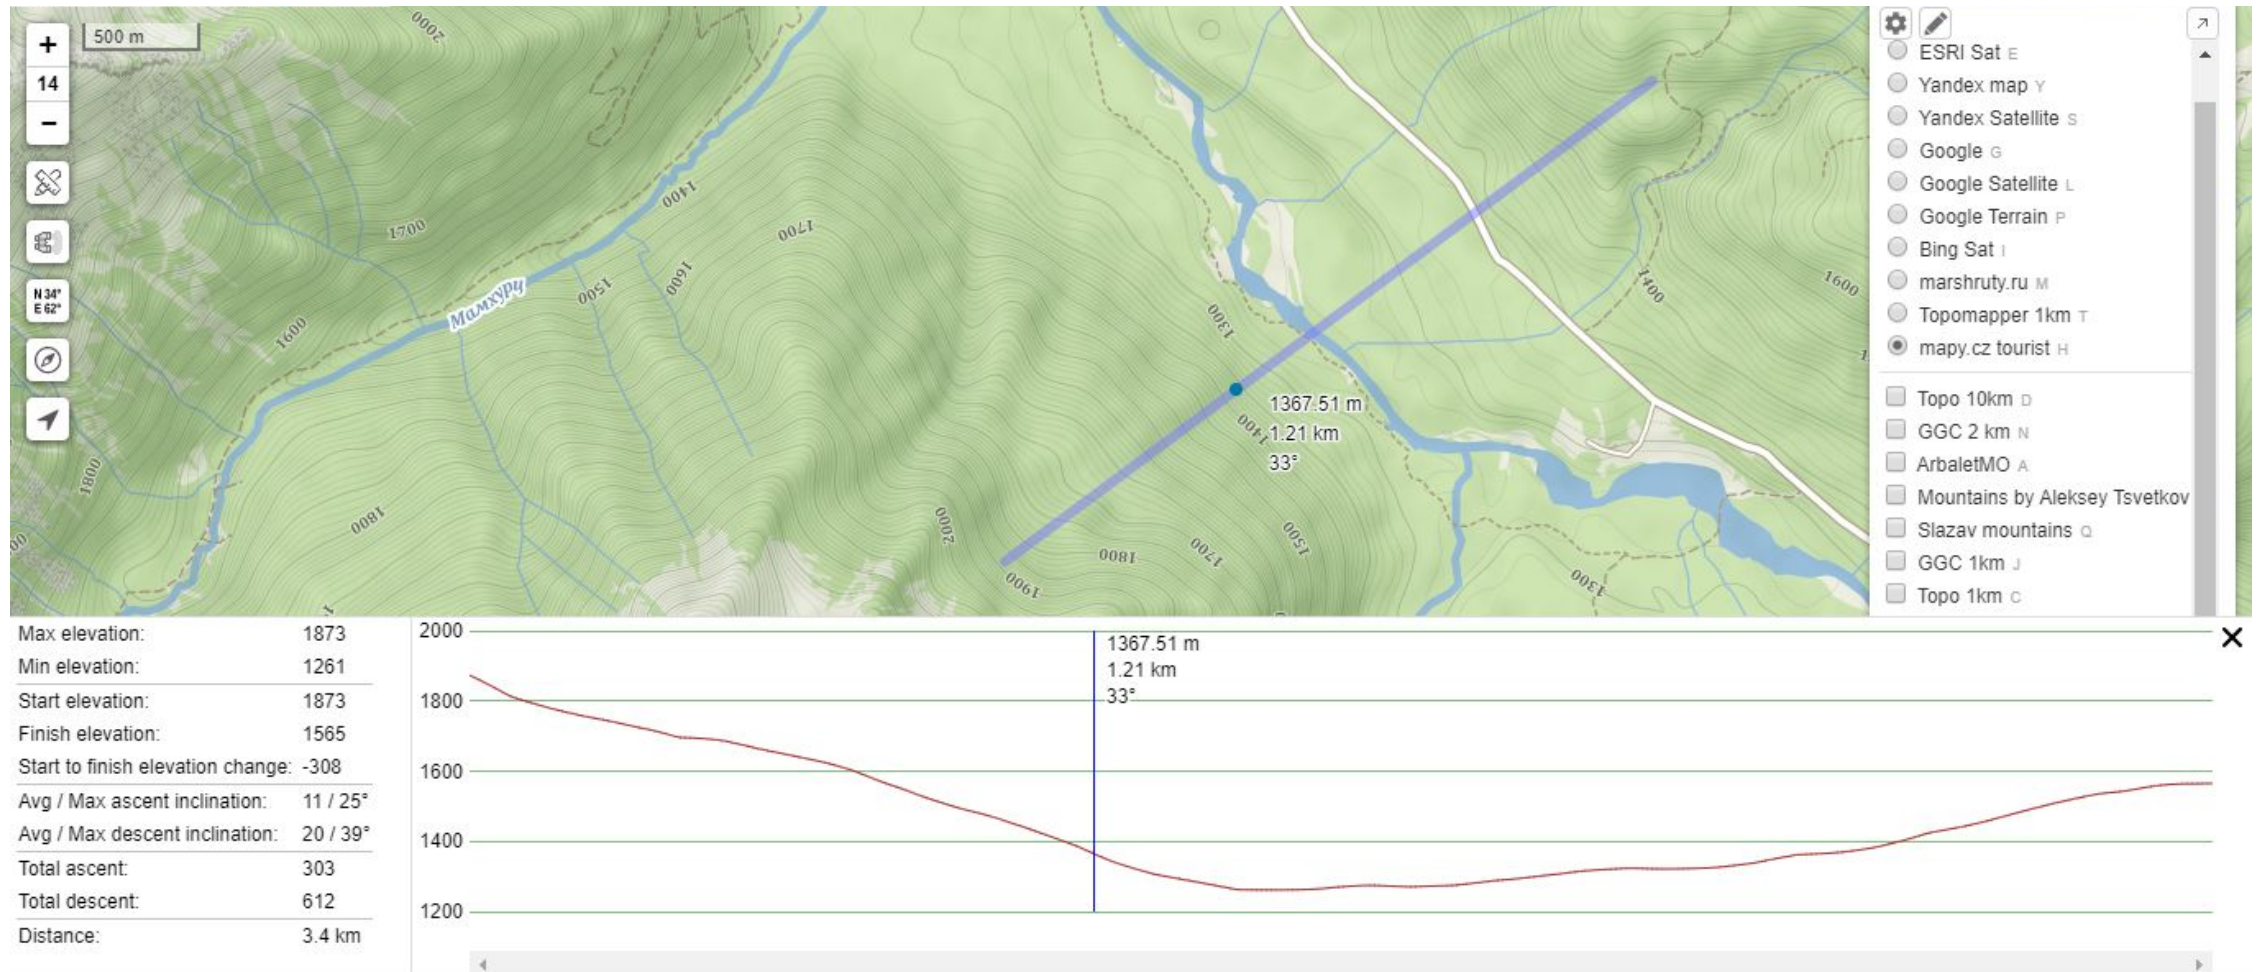 +
500 m
14
−
N 34°
E 62°
2000
1400
1700
1700
1600
1500
Мамхуру
1600
1300
1400
1600
1367.51 m
1400
1.21 km
33°
1800
1800
2000
1500
1700
1800
1900
1300
ESRI Sat E
Yandex map Y
Yandex Satellite S
Google G
Google Satellite L
Google Terrain P
Bing Sat I
marshruty.ru M
Topomapper 1km T
mapy.cz tourist H
Topo 10km D
GGC 2 km N
ArbaletMO A
Mountains by Aleksey Tsvetkov
Slazav mountains Q
GGC 1km J
Topo 1km C
Max elevation: 1873
Min elevation: 1261
Start elevation: 1873
Finish elevation: 1565
Start to finish elevation change: -308
Avg / Max ascent inclination: 11 / 25°
Avg / Max descent inclination: 20 / 39°
Total ascent: 303
Total descent: 612
Distance: 3.4 km
2000
1800
1600
1400
1200
1367.51 m
1.21 km
33°